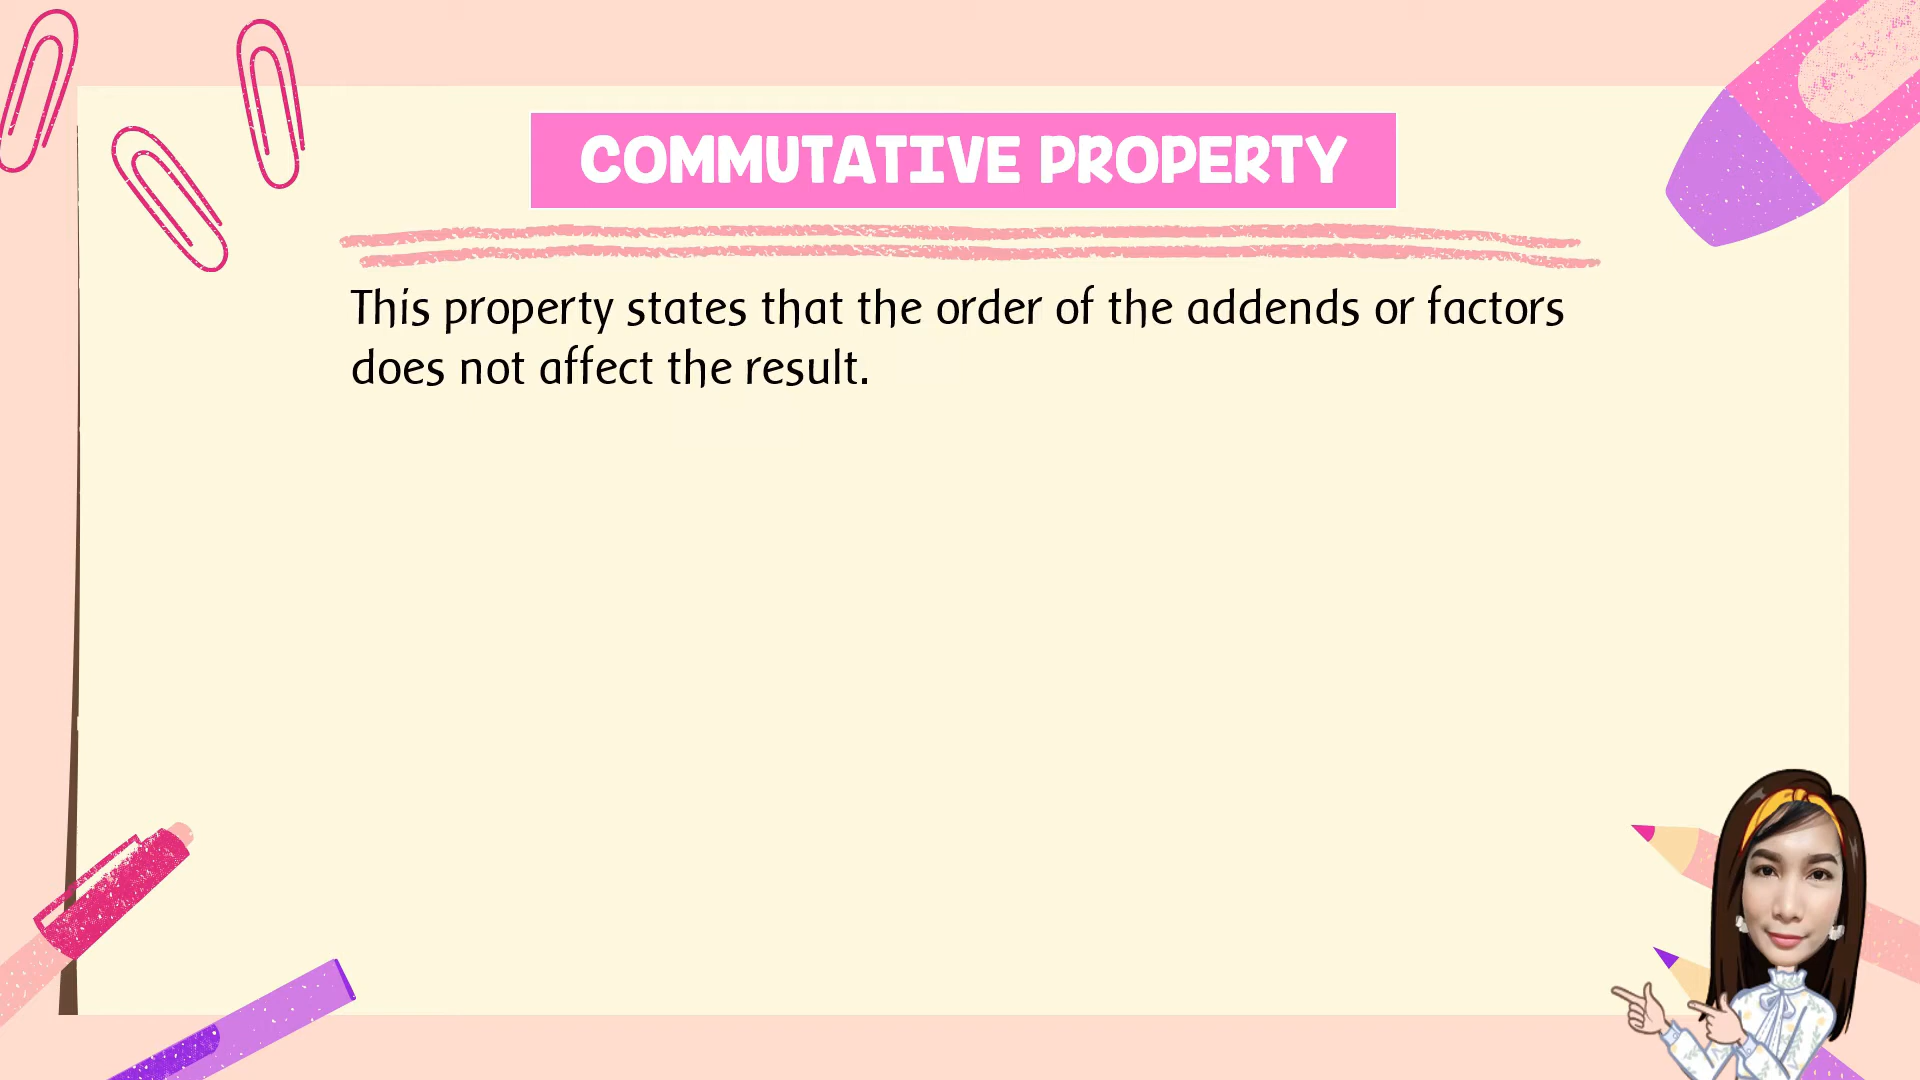 COMMUTATIVE PROPERTY
This property states that the order of the addends or factors
does not affect the result.